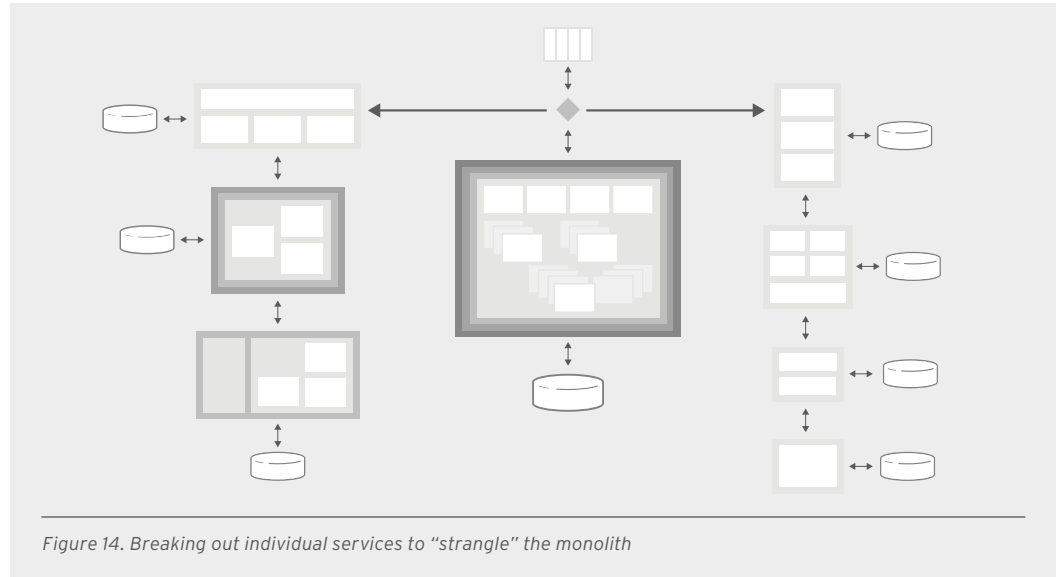 Figure 14. Breaking out individual services to “strangle” the monolith